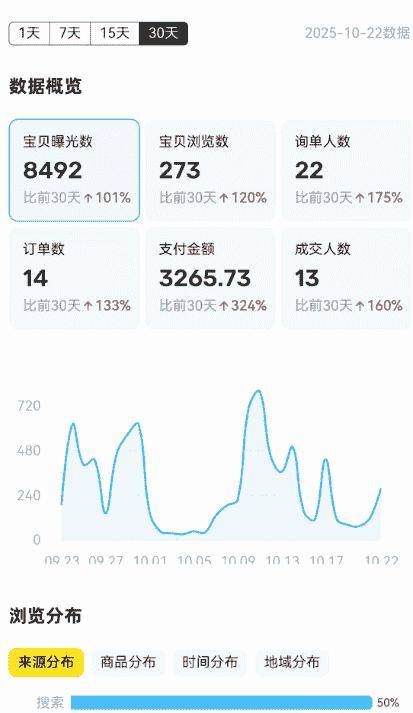 1天 7天 15天 30天 2025-10-22数据
数据概览
宝贝曝光数 宝贝浏览数 询单人数
8492 273 22
比前30天↑101% 比前30天↑120% 比前30天↑175%
订单数 支付金额 成交人数
14 3265.73 13
比前30天↑133% 比前30天↑324% 比前30天↑160%
720
480
240
0
09.23 09.27 10.01 10.05 10.09 10.13 10.17 10.22
浏览分布
来源分布 商品分布 时间分布 地域分布
搜索 50%